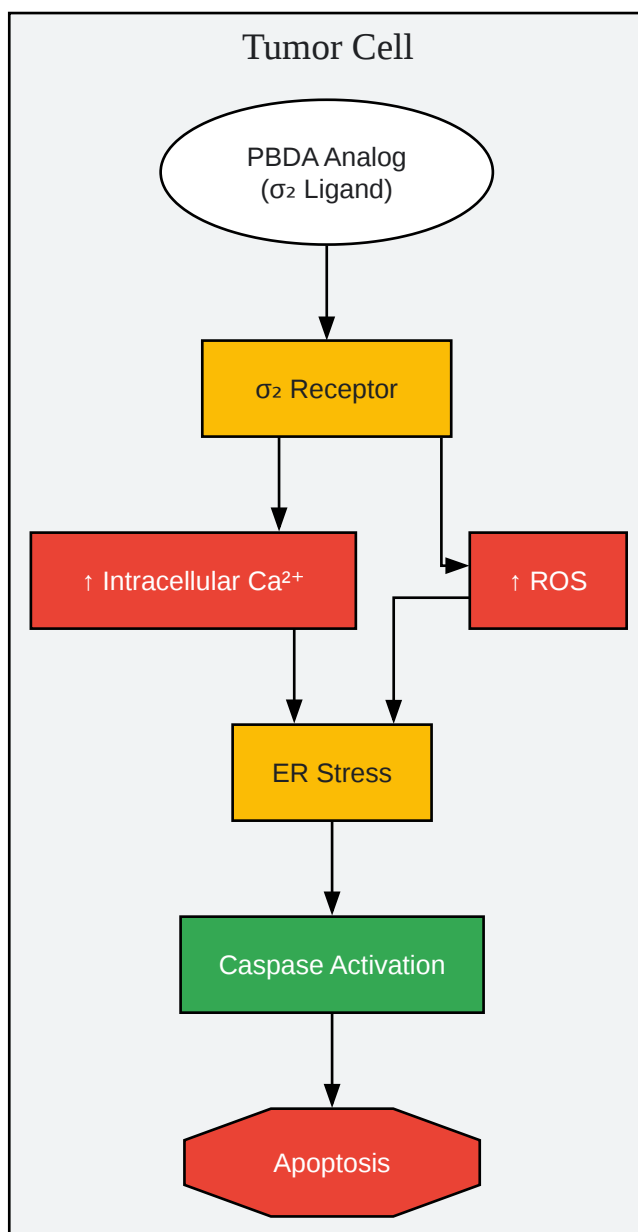 Tumor Cell
PBDA Analog
(σ₂ Ligand)
σ₂ Receptor
↑ Intracellular Ca²⁺
↑ ROS
ER Stress
Caspase Activation
Apoptosis